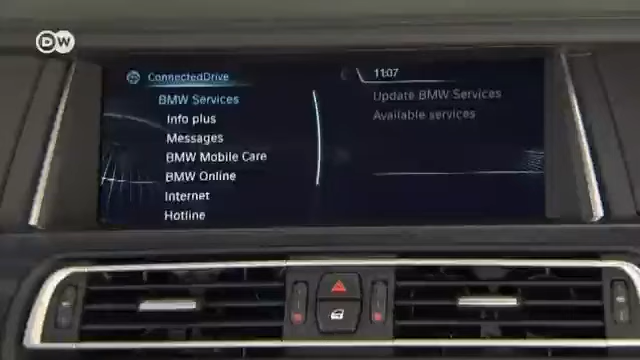 DW
ConnectedDrive
11:07
BMW Services
Info plus
Messages
BMW Mobile Care
BMW Online
Internet
Hotline
Update BMW Services
Available services